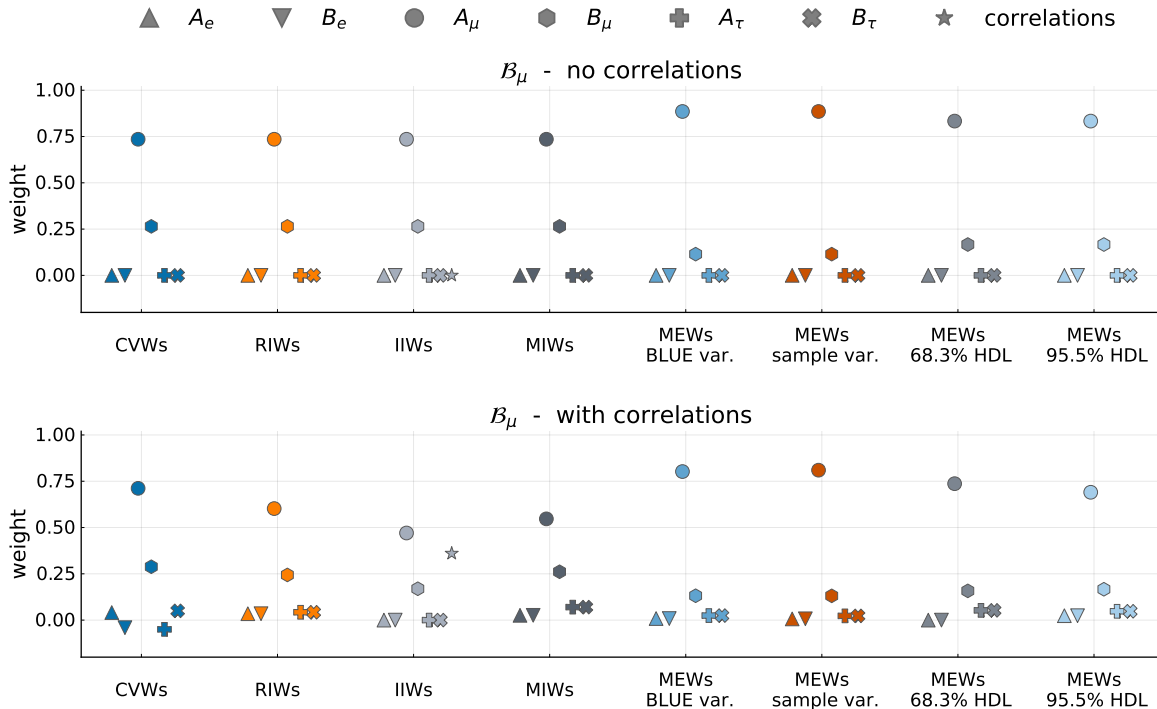 Aₑ Bₑ A_μ B_μ A_τ B_τ correlations
ℬ_μ - no correlations
1.00
0.75
0.50
0.25
0.00
weight
CVWs RIWs IIWs MIWs MEWs BLUE var. MEWs sample var. MEWs 68.3% HDL MEWs 95.5% HDL
ℬ_μ - with correlations
1.00
0.75
0.50
0.25
0.00
weight
CVWs RIWs IIWs MIWs MEWs BLUE var. MEWs sample var. MEWs 68.3% HDL MEWs 95.5% HDL